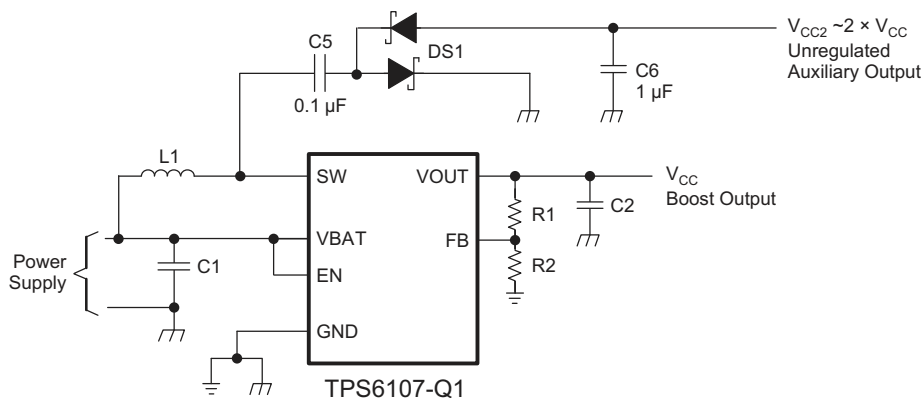 V_CC2 ~2 × V_CC
Unregulated
Auxiliary Output
C5
0.1 µF
DS1
C6
1 µF
L1
SW
VOUT
V_CC
Boost Output
R1
C2
VBAT
FB
Power
Supply
C1
EN
R2
GND
TPS6107-Q1